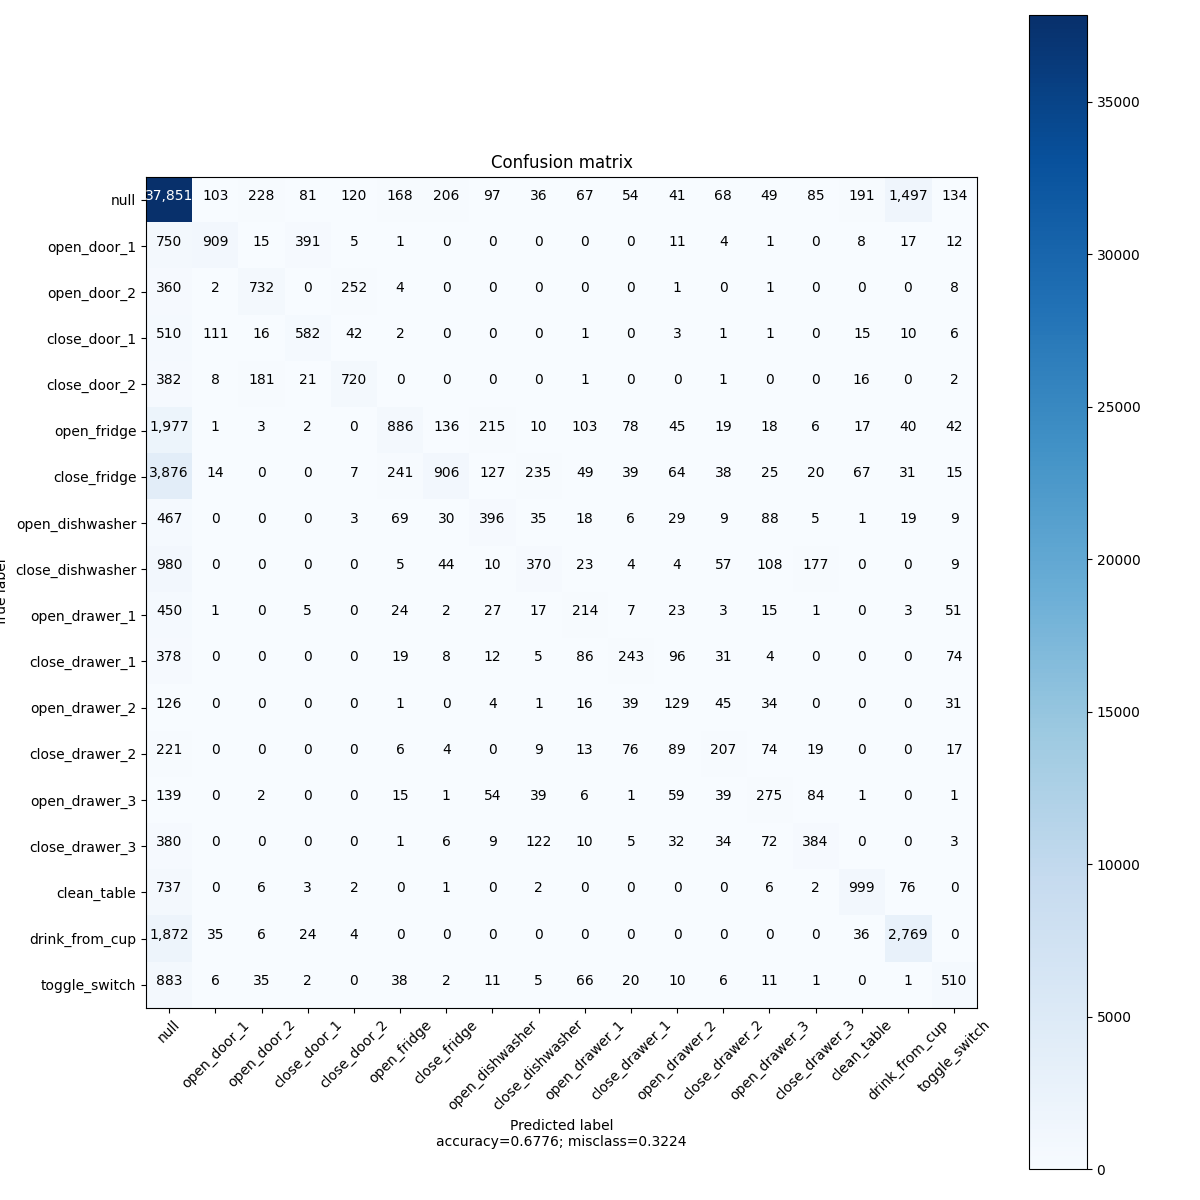 Confusion matrix
null 37,851 103 228 81 120 168 206 97 36 67 54 41 68 49 85 191 1,497 134
open_door_1 750 909 15 391 5 1 0 0 0 0 0 11 4 1 0 8 17 12
open_door_2 360 2 732 0 252 4 0 0 0 0 0 1 0 1 0 0 0 8
close_door_1 510 111 16 582 42 2 0 0 0 1 0 3 1 1 0 15 10 6
close_door_2 382 8 181 21 720 0 0 0 0 1 0 0 1 0 0 16 0 2
open_fridge 1,977 1 3 2 0 886 136 215 10 103 78 45 19 18 6 17 40 42
close_fridge 3,876 14 0 0 7 241 906 127 235 49 39 64 38 25 20 67 31 15
open_dishwasher 467 0 0 0 3 69 30 396 35 18 6 29 9 88 5 1 19 9
close_dishwasher 980 0 0 0 0 5 44 10 370 23 4 4 57 108 177 0 0 9
open_drawer_1 450 1 0 5 0 24 2 27 17 214 7 23 3 15 1 0 3 51
close_drawer_1 378 0 0 0 0 19 8 12 5 86 243 96 31 4 0 0 0 74
open_drawer_2 126 0 0 0 0 1 0 4 1 16 39 129 45 34 0 0 0 31
close_drawer_2 221 0 0 0 0 6 4 0 9 13 76 89 207 74 19 0 0 17
open_drawer_3 139 0 2 0 0 15 1 54 39 6 1 59 39 275 84 1 0 1
close_drawer_3 380 0 0 0 0 1 6 9 122 10 5 32 34 72 384 0 0 3
clean_table 737 0 6 3 2 0 1 0 2 0 0 0 0 6 2 999 76 0
drink_from_cup 1,872 35 6 24 4 0 0 0 0 0 0 0 0 0 0 36 2,769 0
toggle_switch 883 6 35 2 0 38 2 11 5 66 20 10 6 11 1 0 1 510
null open_door_1 open_door_2 close_door_1 close_door_2 open_fridge close_fridge open_dishwasher close_dishwasher open_drawer_1 close_drawer_1 open_drawer_2 close_drawer_2 open_drawer_3 close_drawer_3 clean_table drink_from_cup toggle_switch
Predicted label
accuracy=0.6776; misclass=0.3224
35000
30000
25000
20000
15000
10000
5000
0